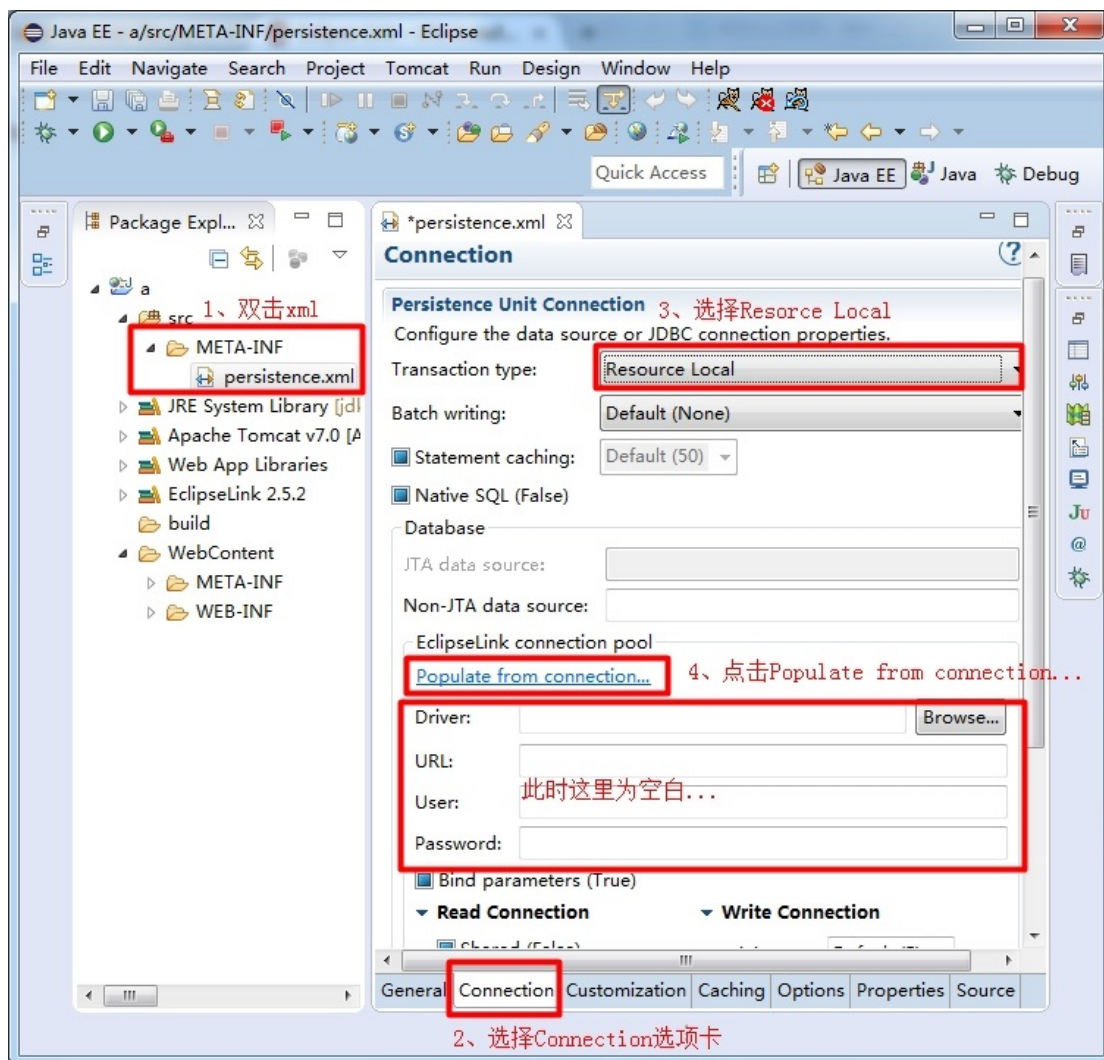 Java EE - a/src/META-INF/persistence.xml - Eclipse
File Edit Navigate Search Project Tomcat Run Design Window Help
Quick Access Java EE Java Debug
Package Expl...
*persistence.xml
Connection
a
1、双击xml
src
META-INF
persistence.xml
JRE System Library [jdk
Apache Tomcat v7.0 [A
Web App Libraries
EclipseLink 2.5.2
build
WebContent
META-INF
WEB-INF
Persistence Unit Connection
3、选择Resorce Local
Configure the data source or JDBC connection properties.
Transaction type: Resource Local
Batch writing: Default (None)
Statement caching: Default (50)
Native SQL (False)
Database
JTA data source:
Non-JTA data source:
EclipseLink connection pool
Populate from connection...
4、点击Populate from connection...
Driver: Browse...
URL:
此时这里为空白...
User:
Password:
Bind parameters (True)
Read Connection Write Connection
General Connection Customization Caching Options Properties Source
2、选择Connection选项卡